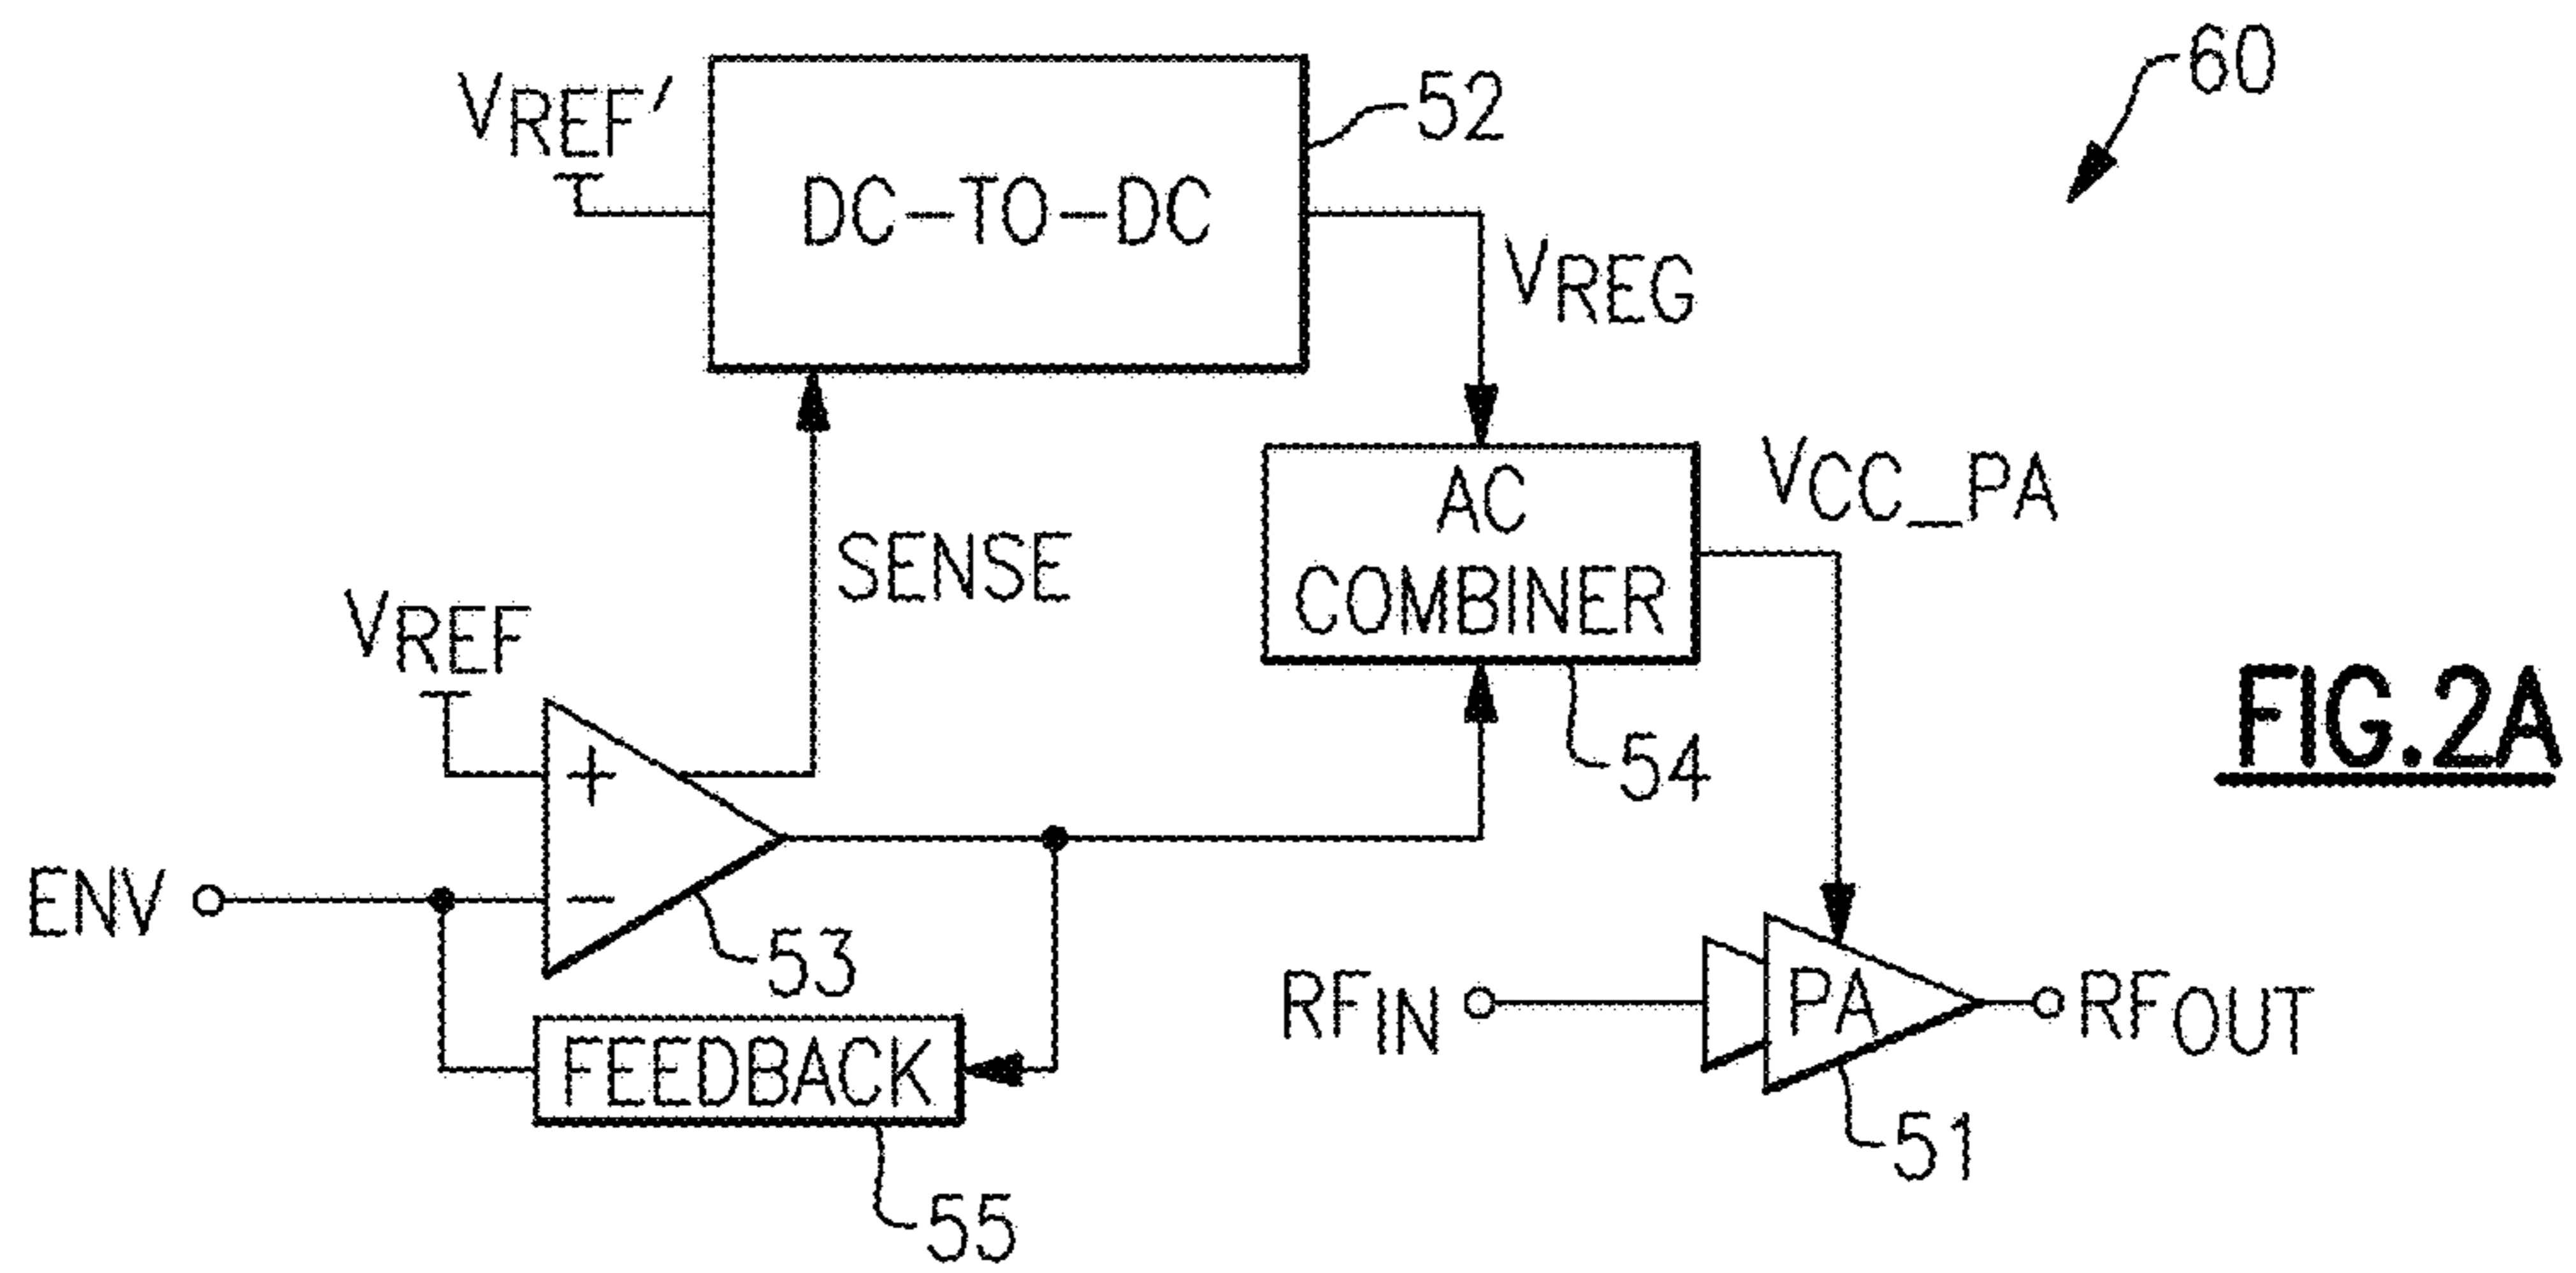 60
VREF'
52
DC-TO-DC
VREG
AC
COMBINER
VCC_PA
SENSE
VREF
54
FIG.2A
+
ENV
−
53
RFIN
PA
RFOUT
FEEDBACK
51
55